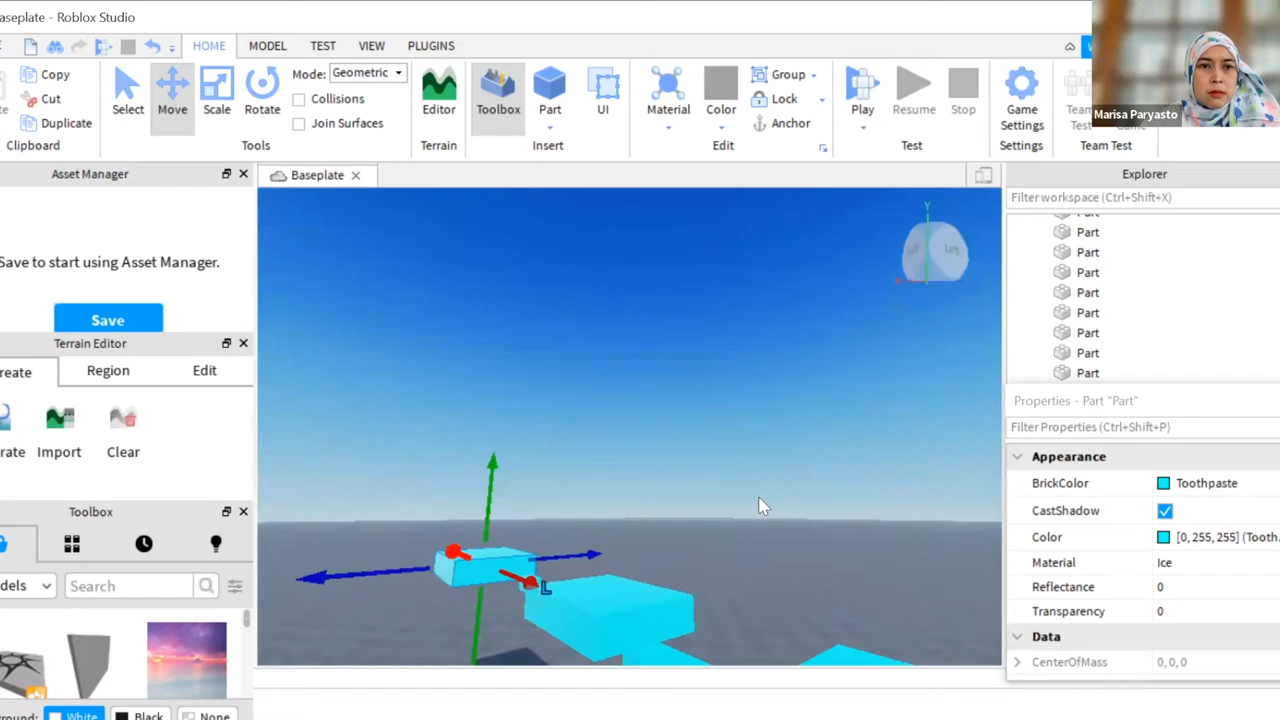 aseplate - Roblox Studio
HOME MODEL TEST VIEW PLUGINS
Copy
Cut
Duplicate
Clipboard
Select
Move
Scale
Rotate
Mode: Geometric
Collisions
Join Surfaces
Tools
Editor
Terrain
Toolbox
Part
UI
Insert
Material
Color
Group
Lock
Anchor
Edit
Play
Resume
Stop
Test
Game
Settings
Settings
Team Test
Marisa Paryasto
Asset Manager
Save to start using Asset Manager.
Save
Terrain Editor
reate Region Edit
rate Import Clear
Toolbox
dels Search
ground: White Black None
Baseplate
Y
L
Explorer
Filter workspace (Ctrl+Shift+X)
Part
Part
Part
Part
Part
Part
Part
Part
Properties - Part "Part"
Filter Properties (Ctrl+Shift+P)
Appearance
BrickColor Toothpaste
CastShadow
Color [0, 255, 255] (Tooth.
Material Ice
Reflectance 0
Transparency 0
Data
CenterOfMass 0, 0, 0